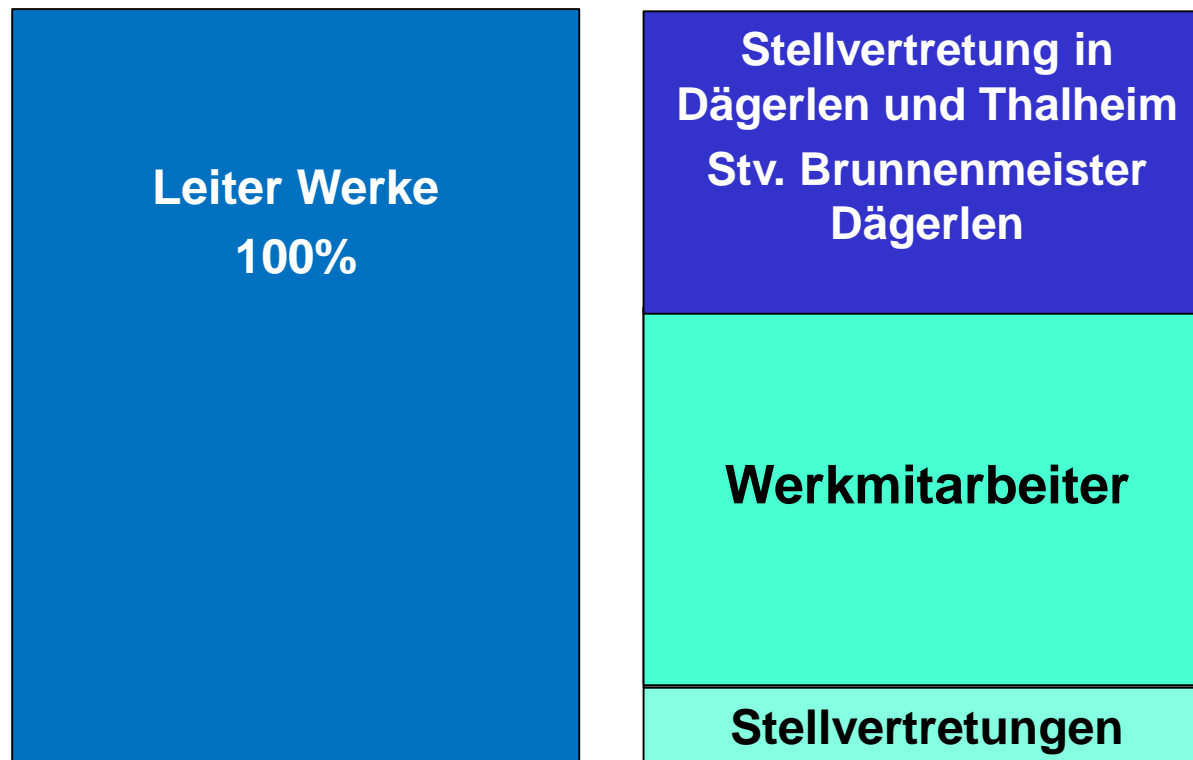 Leiter Werke
100%
Stellvertretung in
Dägerlen und Thalheim
Stv. Brunnenmeister
Dägerlen
Werkmitarbeiter
Stellvertretungen